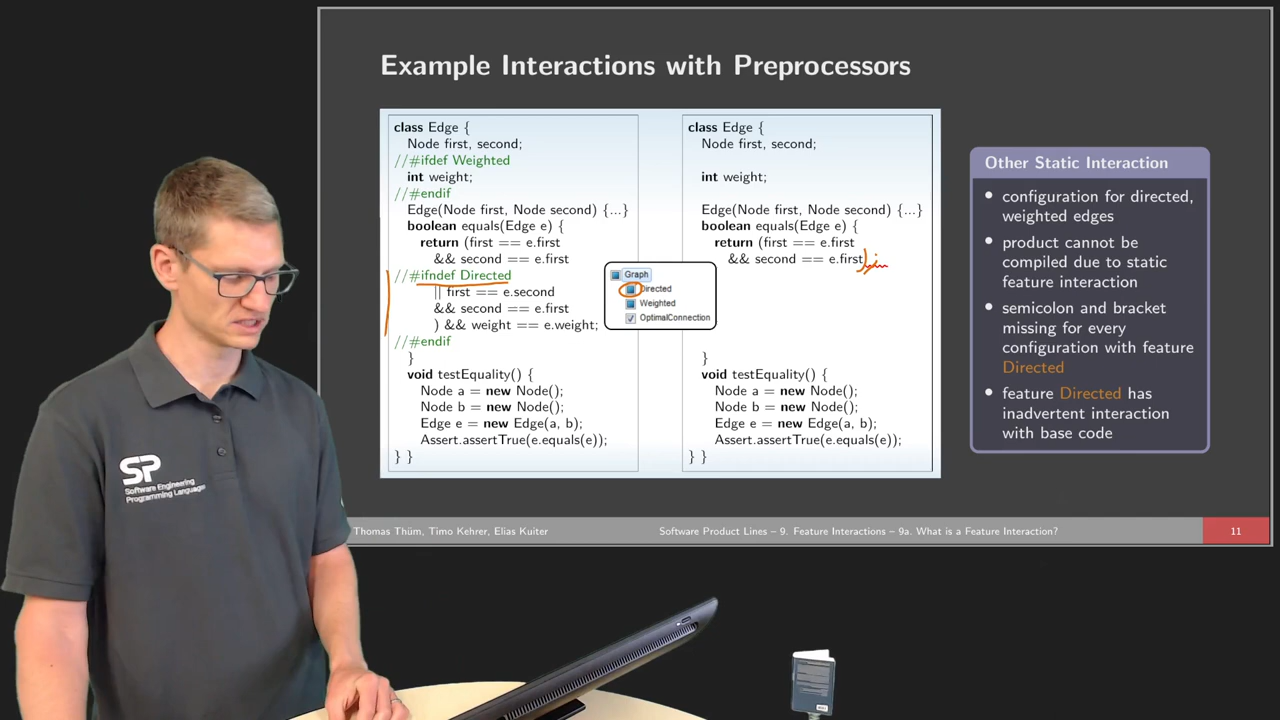 Example Interactions with Preprocessors
class Edge {
Node first, second;
//#ifdef Weighted
int weight;
//#endif
Edge(Node first, Node second) {...}
boolean equals(Edge e) {
return (first == e.first
&& second == e.first
//#ifndef Directed
|| first == e.second
&& second == e.first
) && weight == e.weight;
//#endif
}
void testEquality() {
Node a = new Node();
Node b = new Node();
Edge e = new Edge(a, b);
Assert.assertTrue(e.equals(e));
} }
Graph
Directed
Weighted
OptimalConnection
class Edge {
Node first, second;
int weight;
Edge(Node first, Node second) {...}
boolean equals(Edge e) {
return (first == e.first
&& second == e.first)
}
void testEquality() {
Node a = new Node();
Node b = new Node();
Edge e = new Edge(a, b);
Assert.assertTrue(e.equals(e));
} }
Other Static Interaction
• configuration for directed,
weighted edges
• product cannot be
compiled due to static
feature interaction
• semicolon and bracket
missing for every
configuration with feature
Directed
• feature Directed has
inadvertent interaction
with base code
SP
Software Engineering
Programming Languages
Thomas Thüm, Timo Kehrer, Elias Kuiter
Software Product Lines – 9. Feature Interactions – 9a. What is a Feature Interaction?
11